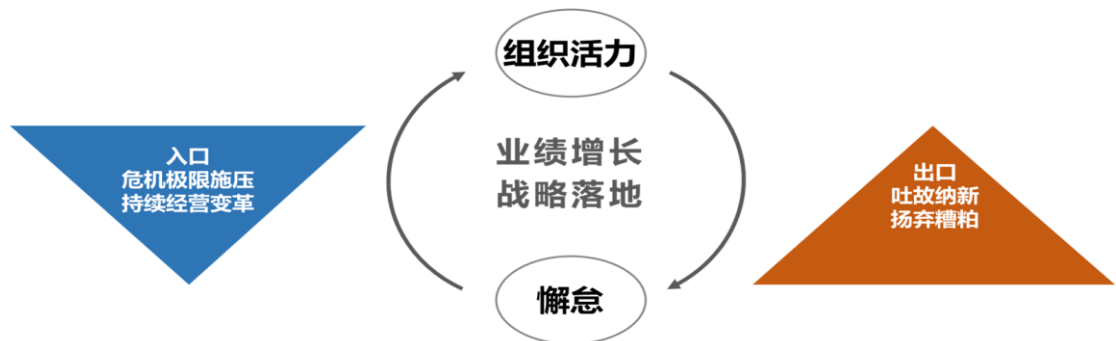 组织活力
入口
危机极限施压
持续经营变革
业绩增长
战略落地
出口
吐故纳新
扬弃糟粕
懈怠